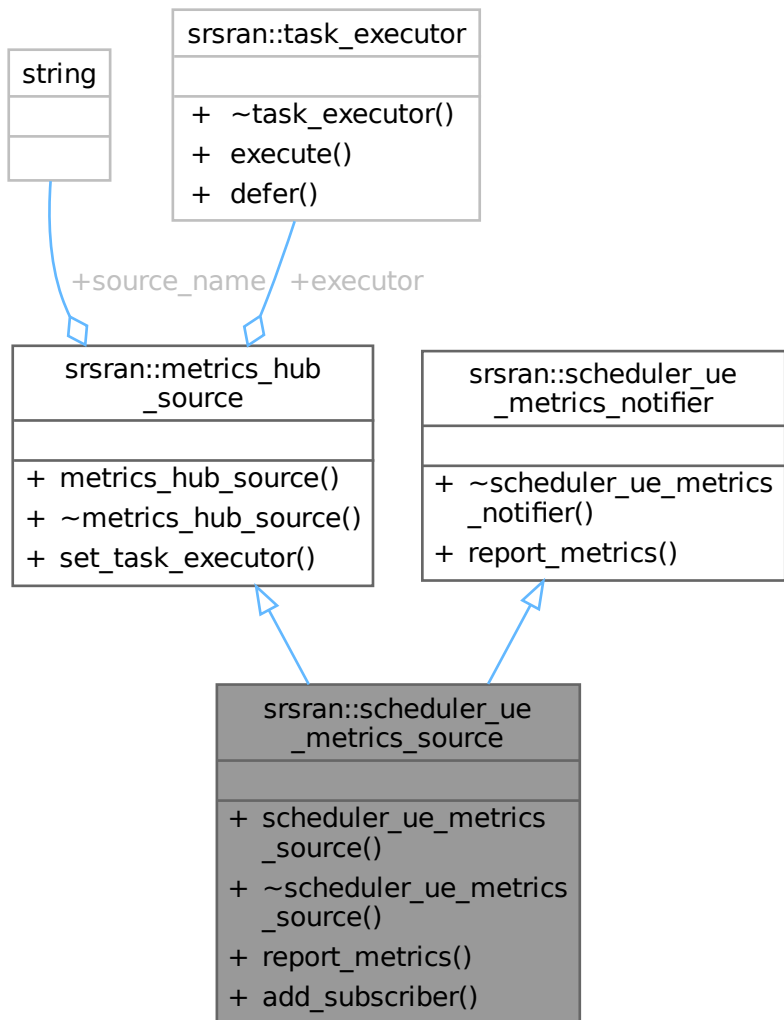 string
srsran::task_executor
+ ~task_executor()
+ execute()
+ defer()
+source_name
+executor
srsran::metrics_hub
_source
+ metrics_hub_source()
+ ~metrics_hub_source()
+ set_task_executor()
srsran::scheduler_ue
_metrics_notifier
+ ~scheduler_ue_metrics
_notifier()
+ report_metrics()
srsran::scheduler_ue
_metrics_source
+ scheduler_ue_metrics
_source()
+ ~scheduler_ue_metrics
_source()
+ report_metrics()
+ add_subscriber()